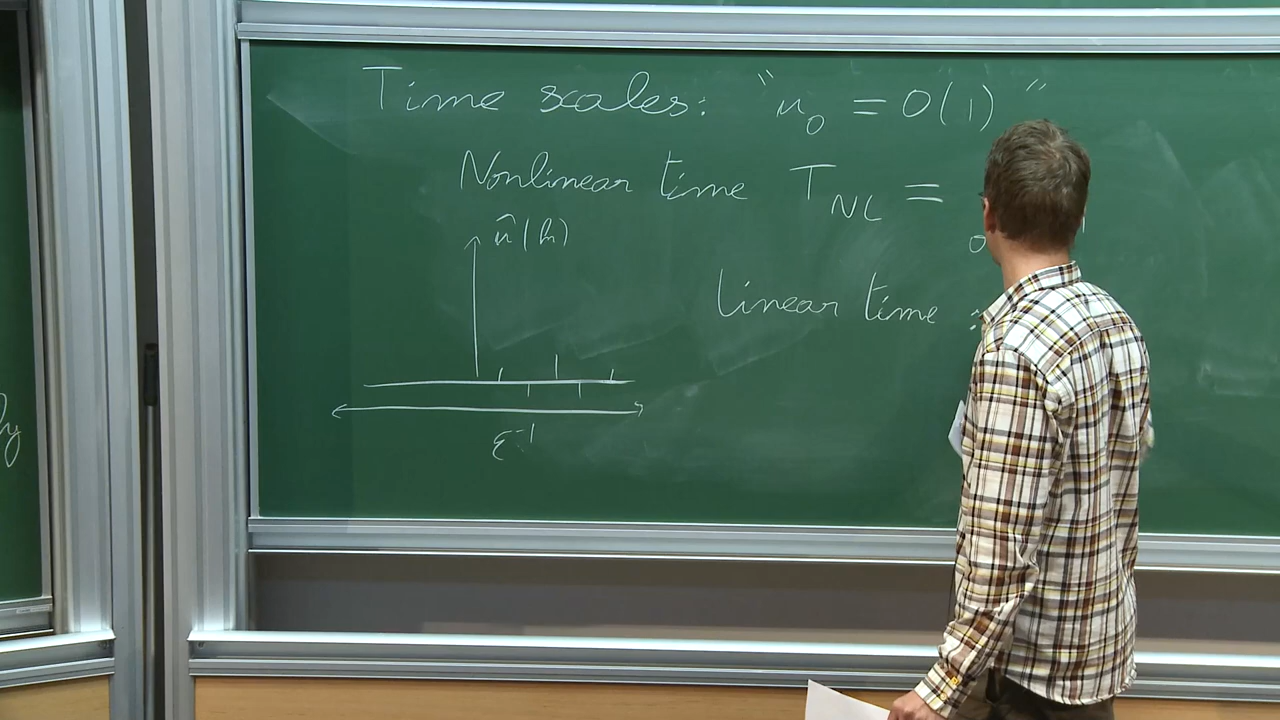 Time scales: "u₀ = O(1)"
Nonlinear time T_NL =
û(k)
Linear time :
ε⁻¹